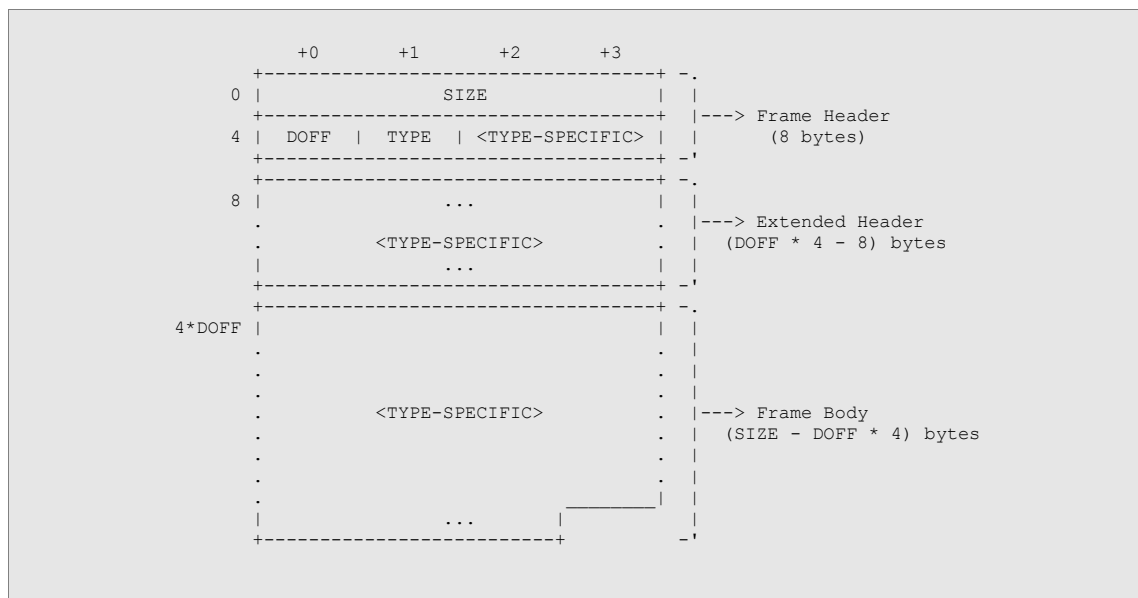 +0        +1        +2        +3
          +-----------------------------------+ -.
        0 |                SIZE               |  |
          +-----------------------------------+  |---> Frame Header
        4 |  DOFF  |  TYPE  | <TYPE-SPECIFIC> |  |      (8 bytes)
          +-----------------------------------+ -'
          +-----------------------------------+ -.
        8 |                ...                |  |
          .                                   .  |---> Extended Header
          .          <TYPE-SPECIFIC>          .  |  (DOFF * 4 - 8) bytes
          |                ...                |  |
          +-----------------------------------+ -'
          +-----------------------------------+ -.
   4*DOFF |                                   |  |
          .                                   .  |
          .                                   .  |
          .                                   .  |
          .          <TYPE-SPECIFIC>          .  |---> Frame Body
          .                                   .  |  (SIZE - DOFF * 4) bytes
          .                                   .  |
          .                                   .  |
          .                           ________|  |
          |                ...       |           |
          +--------------------------+          -'